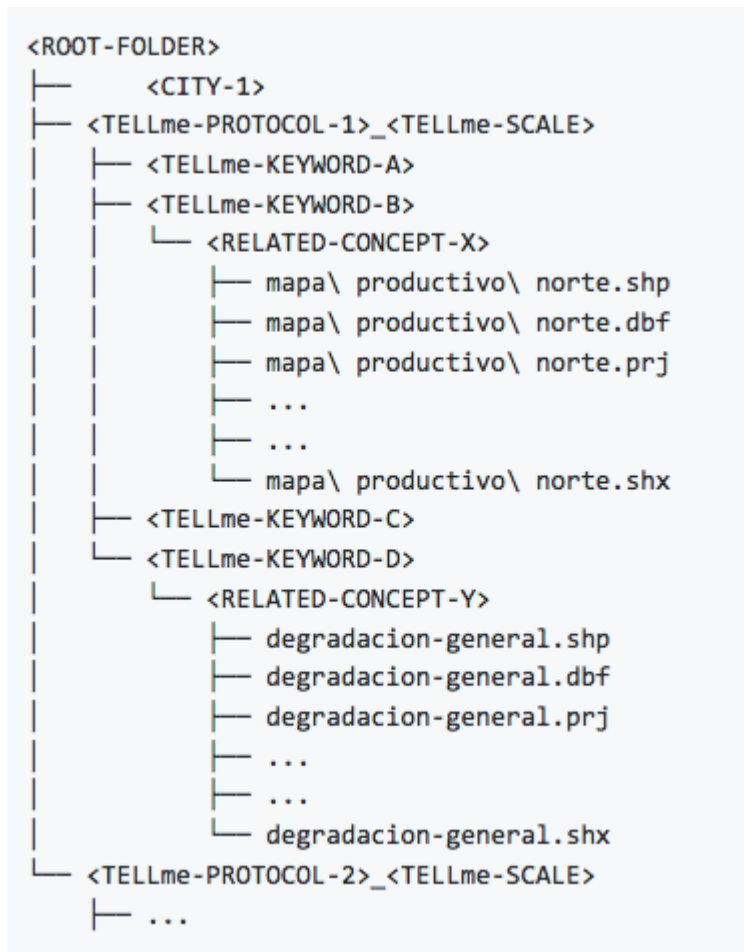 <ROOT-FOLDER>
├──     <CITY-1>
├── <TELLme-PROTOCOL-1>_<TELLme-SCALE>
│   ├── <TELLme-KEYWORD-A>
│   ├── <TELLme-KEYWORD-B>
│   │   └── <RELATED-CONCEPT-X>
│   │       ├── mapa\ productivo\ norte.shp
│   │       ├── mapa\ productivo\ norte.dbf
│   │       ├── mapa\ productivo\ norte.prj
│   │       ├── ...
│   │       ├── ...
│   │       └── mapa\ productivo\ norte.shx
│   ├── <TELLme-KEYWORD-C>
│   └── <TELLme-KEYWORD-D>
│       └── <RELATED-CONCEPT-Y>
│           ├── degradacion-general.shp
│           ├── degradacion-general.dbf
│           ├── degradacion-general.prj
│           ├── ...
│           ├── ...
│           └── degradacion-general.shx
└── <TELLme-PROTOCOL-2>_<TELLme-SCALE>
    ├── ...